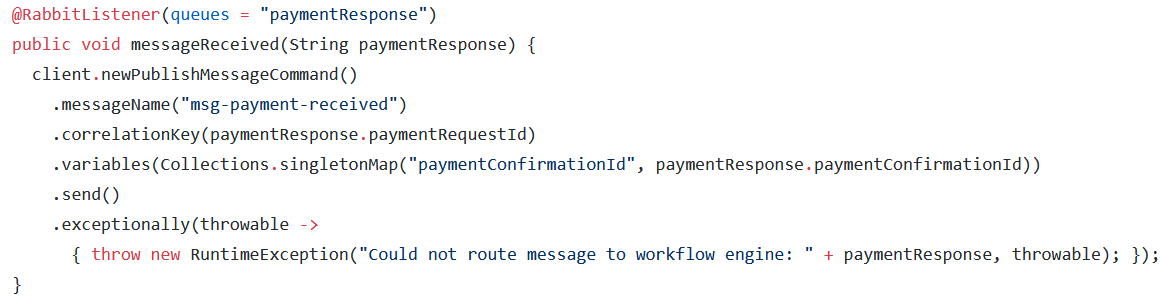 @RabbitListener(queues = "paymentResponse")
public void messageReceived(String paymentResponse) {
  client.newPublishMessageCommand()
    .messageName("msg-payment-received")
    .correlationKey(paymentResponse.paymentRequestId)
    .variables(Collections.singletonMap("paymentConfirmationId", paymentResponse.paymentConfirmationId))
    .send()
    .exceptionally(throwable ->
      { throw new RuntimeException("Could not route message to workflow engine: " + paymentResponse, throwable); });
}